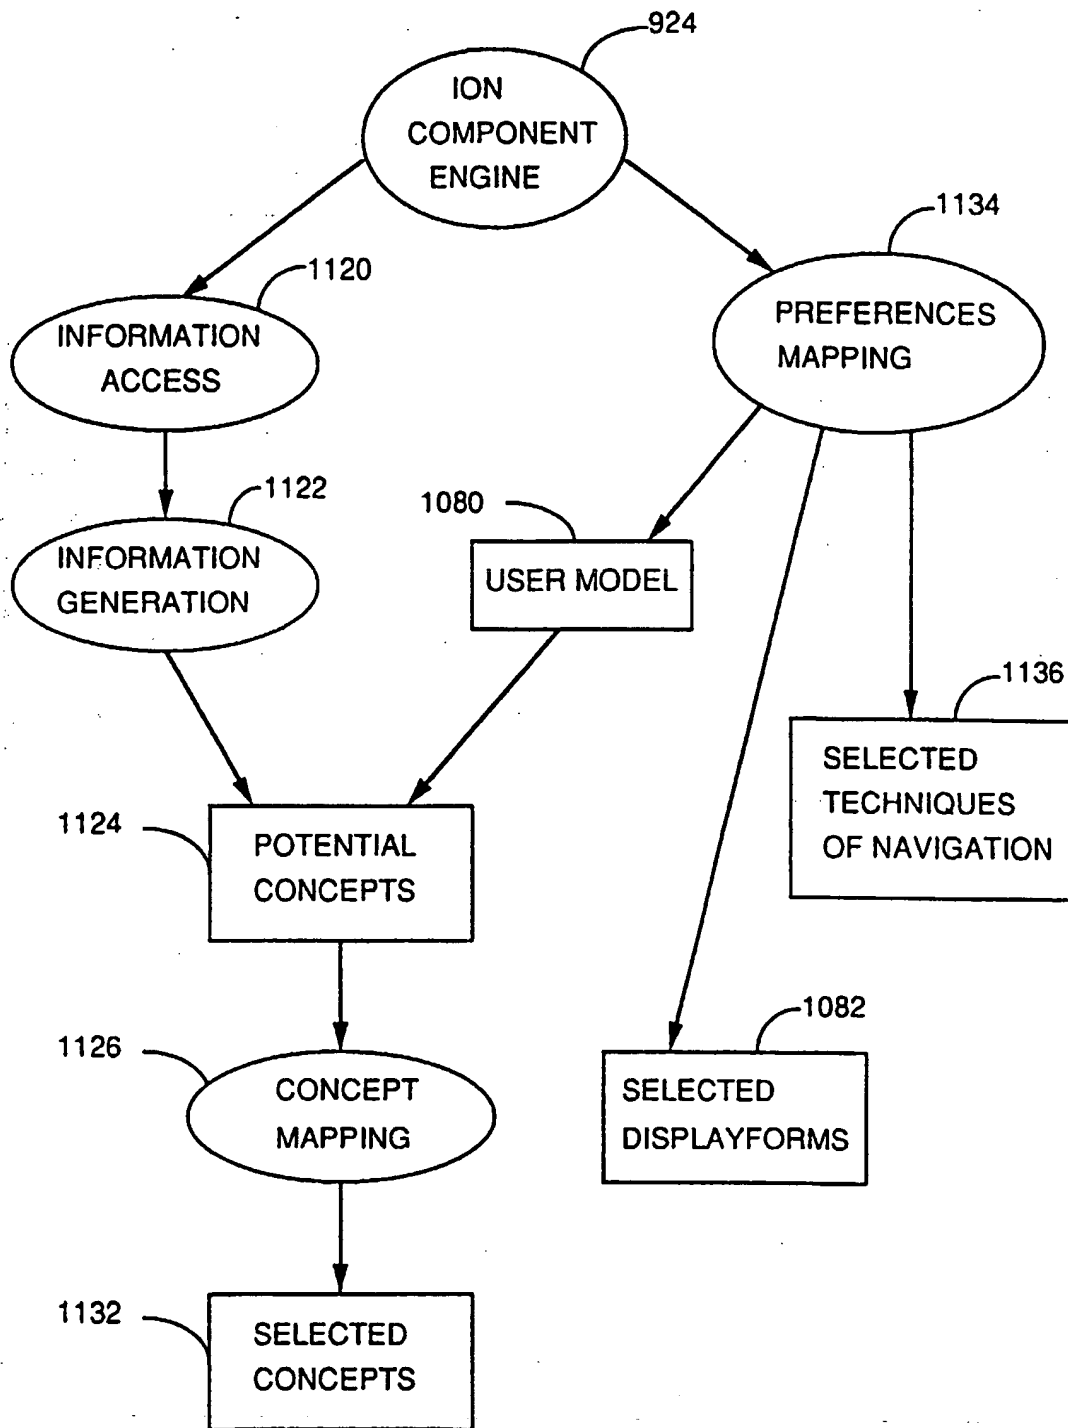 924
ION
COMPONENT
ENGINE
1134
1120
PREFERENCES
MAPPING
INFORMATION
ACCESS
1122
1080
INFORMATION
GENERATION
USER MODEL
1136
SELECTED
TECHNIQUES
OF NAVIGATION
1124
POTENTIAL
CONCEPTS
1082
1126
CONCEPT
MAPPING
SELECTED
DISPLAYFORMS
1132
SELECTED
CONCEPTS